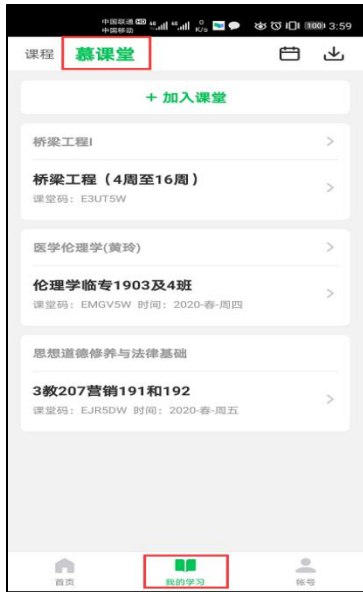 中国联通 HD
中国移动
46
46
0
K/s
100
3:59
课程
慕课堂
+ 加入课堂
桥梁工程I
桥梁工程（4周至16周）
课堂码：E3UT5W
医学伦理学(黄玲)
伦理学临专1903及4班
课堂码：EMGV5W 时间：2020-春-周四
思想道德修养与法律基础
3教207营销191和192
课堂码：EJR5DW 时间：2020-春-周五
首页
我的学习
帐号